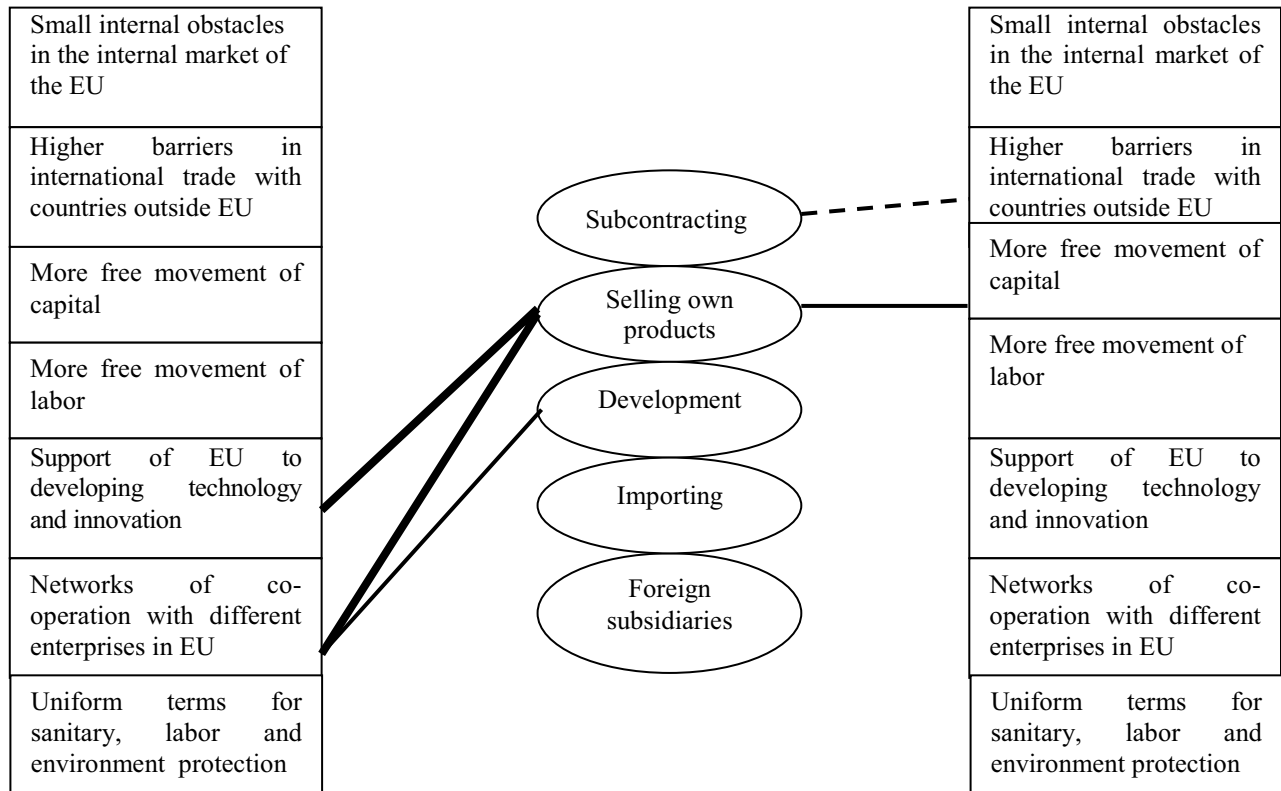 Small internal obstacles
in the internal market of
the EU
Higher barriers in
international trade with
countries outside EU
More free movement of
capital
More free movement of
labor
Support of EU to
developing technology
and innovation
Networks of co-
operation with different
enterprises in EU
Uniform terms for
sanitary, labor and
environment protection
Subcontracting
Selling own
products
Development
Importing
Foreign
subsidiaries
Small internal obstacles
in the internal market of
the EU
Higher barriers in
international trade with
countries outside EU
More free movement of
capital
More free movement of
labor
Support of EU to
developing technology
and innovation
Networks of co-
operation with different
enterprises in EU
Uniform terms for
sanitary, labor and
environment protection